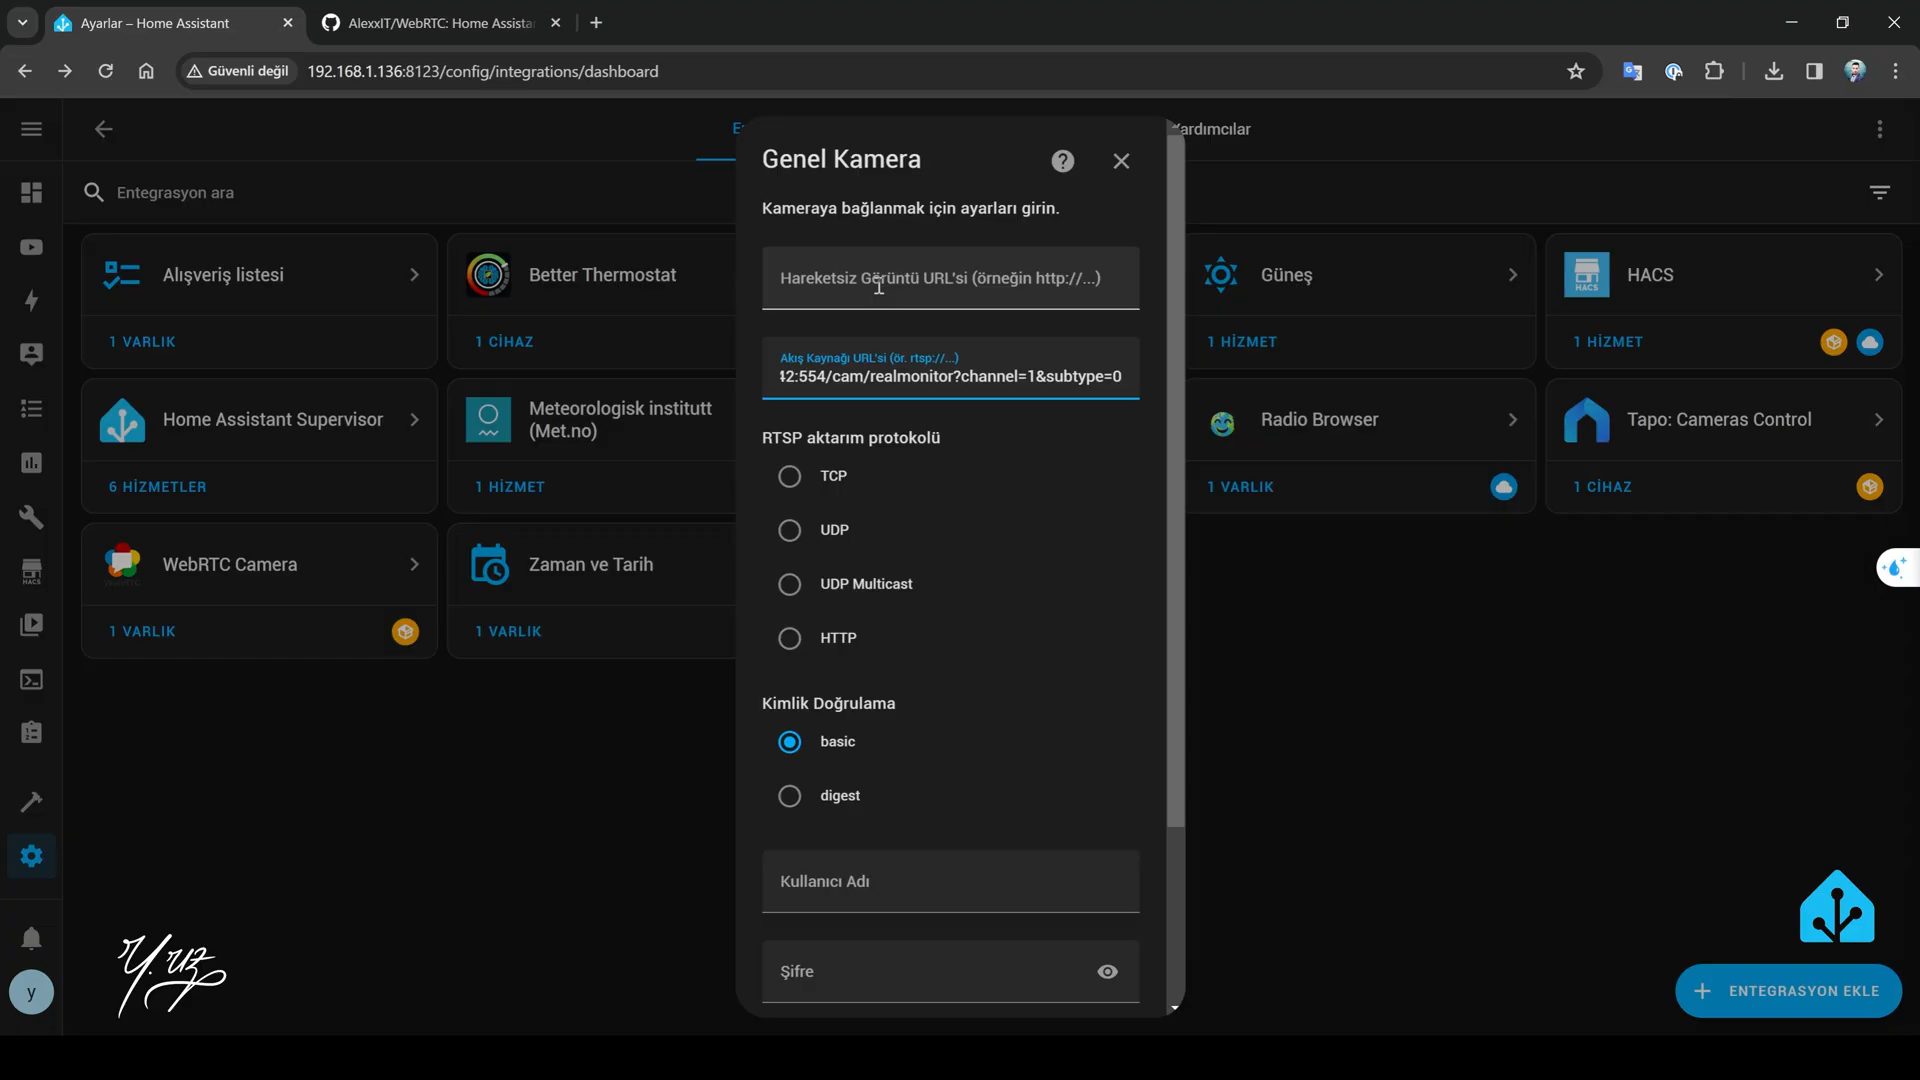 Ayarlar – Home Assistant
AlexxIT/WebRTC: Home Assista
Güvenli değil
192.168.1.136:8123/config/integrations/dashboard
E
ardımcılar
Entegrasyon ara
Genel Kamera
Kameraya bağlanmak için ayarları girin.
Hareketsiz Görüntü URL'si (örneğin http://...)
Akış Kaynağı URL'si (ör. rtsp://...)
42:554/cam/realmonitor?channel=1&subtype=0
RTSP aktarım protokolü
TCP
UDP
UDP Multicast
HTTP
Kimlik Doğrulama
basic
digest
Kullanıcı Adı
Şifre
Alışveriş listesi
1 VARLIK
Better Thermostat
1 CİHAZ
Güneş
1 HİZMET
HACS
HACS
1 HİZMET
Home Assistant Supervisor
6 HİZMETLER
Meteorologisk institutt
(Met.no)
1 HİZMET
Radio Browser
1 VARLIK
Tapo: Cameras Control
1 CİHAZ
WebRTC Camera
1 VARLIK
Zaman ve Tarih
1 VARLIK
HACS
Y.uz
y
ENTEGRASYON EKLE